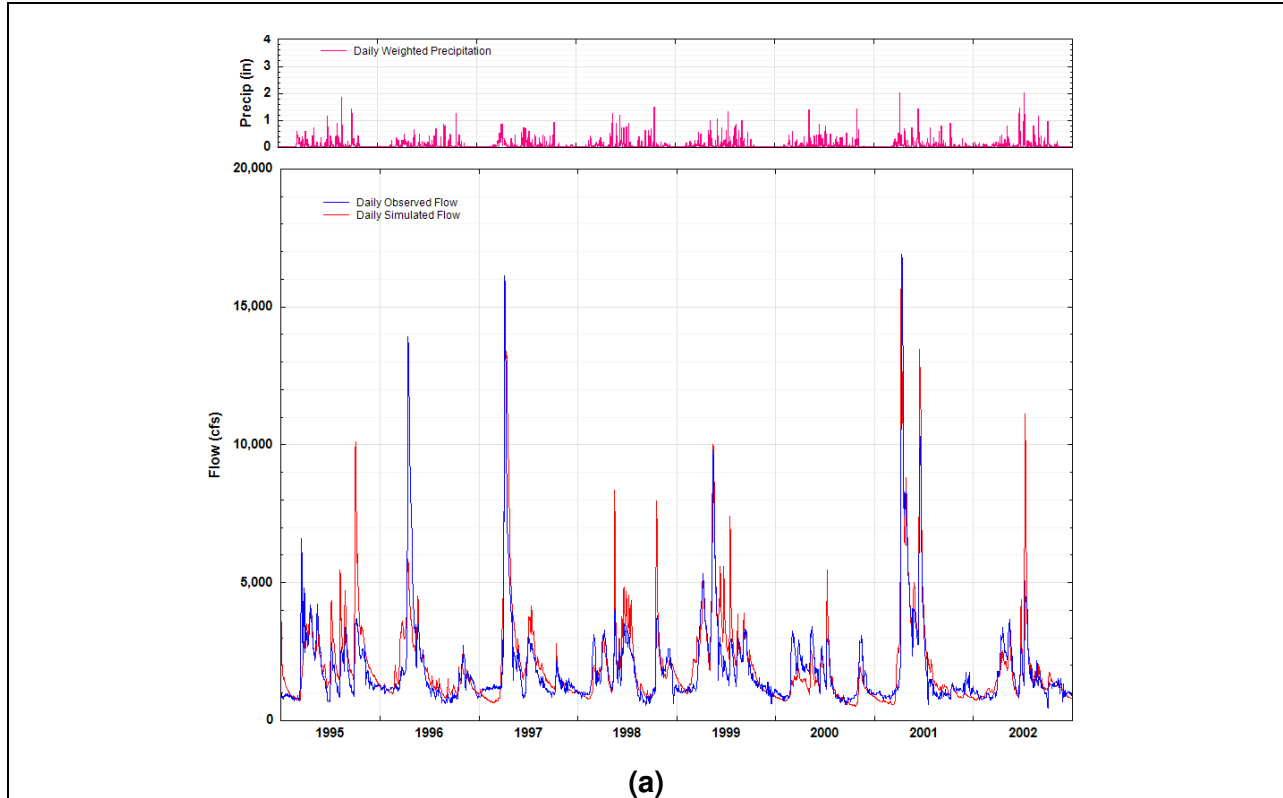 4
Daily Weighted Precipitation
3
Precip (in)
2
1
0
20,000
Daily Observed Flow
Daily Simulated Flow
15,000
Flow (cfs)
10,000
5,000
0
1995 1996 1997 1998 1999 2000 2001 2002
(a)